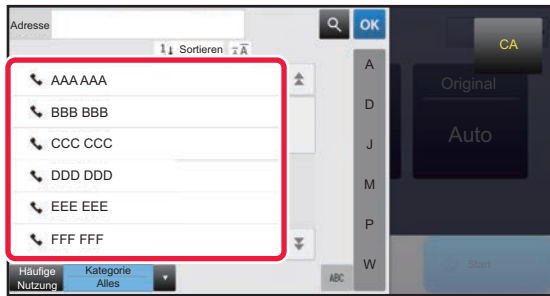 Adresse
OK
CA
1 Sortieren A
AAA AAA
BBB BBB
CCC CCC
DDD DDD
EEE EEE
FFF FFF
A
D
J
M
P
W
Original
Auto
Häufige Nutzung
Kategorie
Alles
ABC
Start